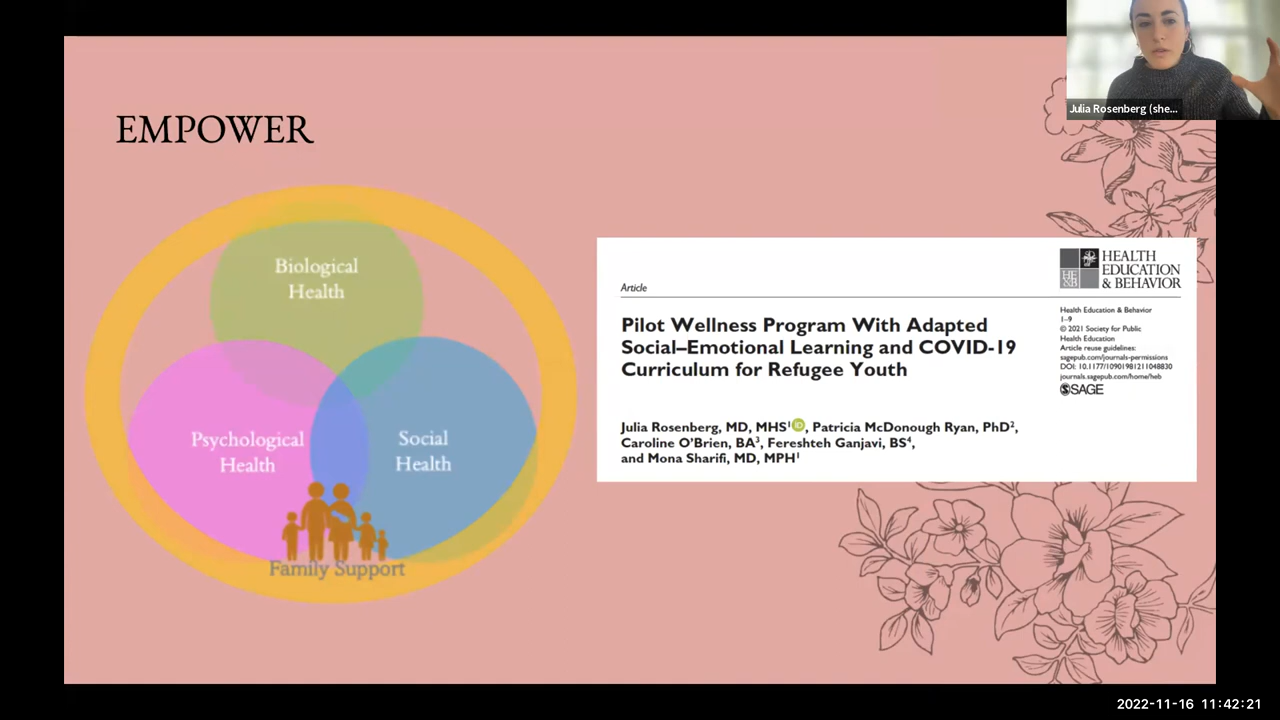 EMPOWER
Biological
Health
Psychological
Health
Social
Health
Family Support
Article
HEALTH
EDUCATION
& BEHAVIOR
HE
&B
Health Education & Behavior
1–9
© 2021 Society for Public
Health Education
Article reuse guidelines:
sagepub.com/journals-permissions
DOI: 10.1177/10901981211048830
journals.sagepub.com/home/heb
SAGE
Pilot Wellness Program With Adapted
Social–Emotional Learning and COVID-19
Curriculum for Refugee Youth
Julia Rosenberg, MD, MHS¹ iD, Patricia McDonough Ryan, PhD²,
Caroline O'Brien, BA³, Fereshteh Ganjavi, BS⁴,
and Mona Sharifi, MD, MPH¹
Julia Rosenberg (she...
2022-11-16 11:42:21